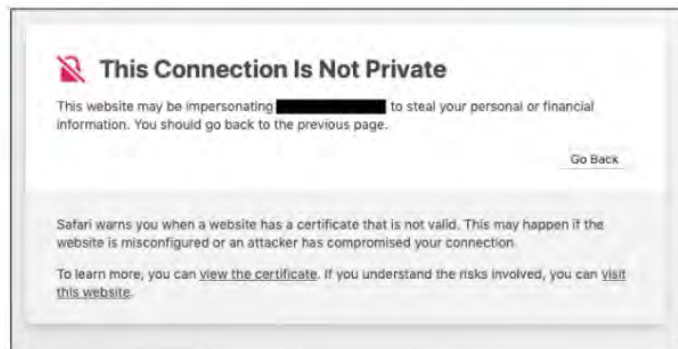 This Connection Is Not Private
This website may be impersonating to steal your personal or financial
information. You should go back to the previous page.
Go Back
Safari warns you when a website has a certificate that is not valid. This may happen if the
website is misconfigured or an attacker has compromised your connection.
To learn more, you can view the certificate. If you understand the risks involved, you can visit
this website.